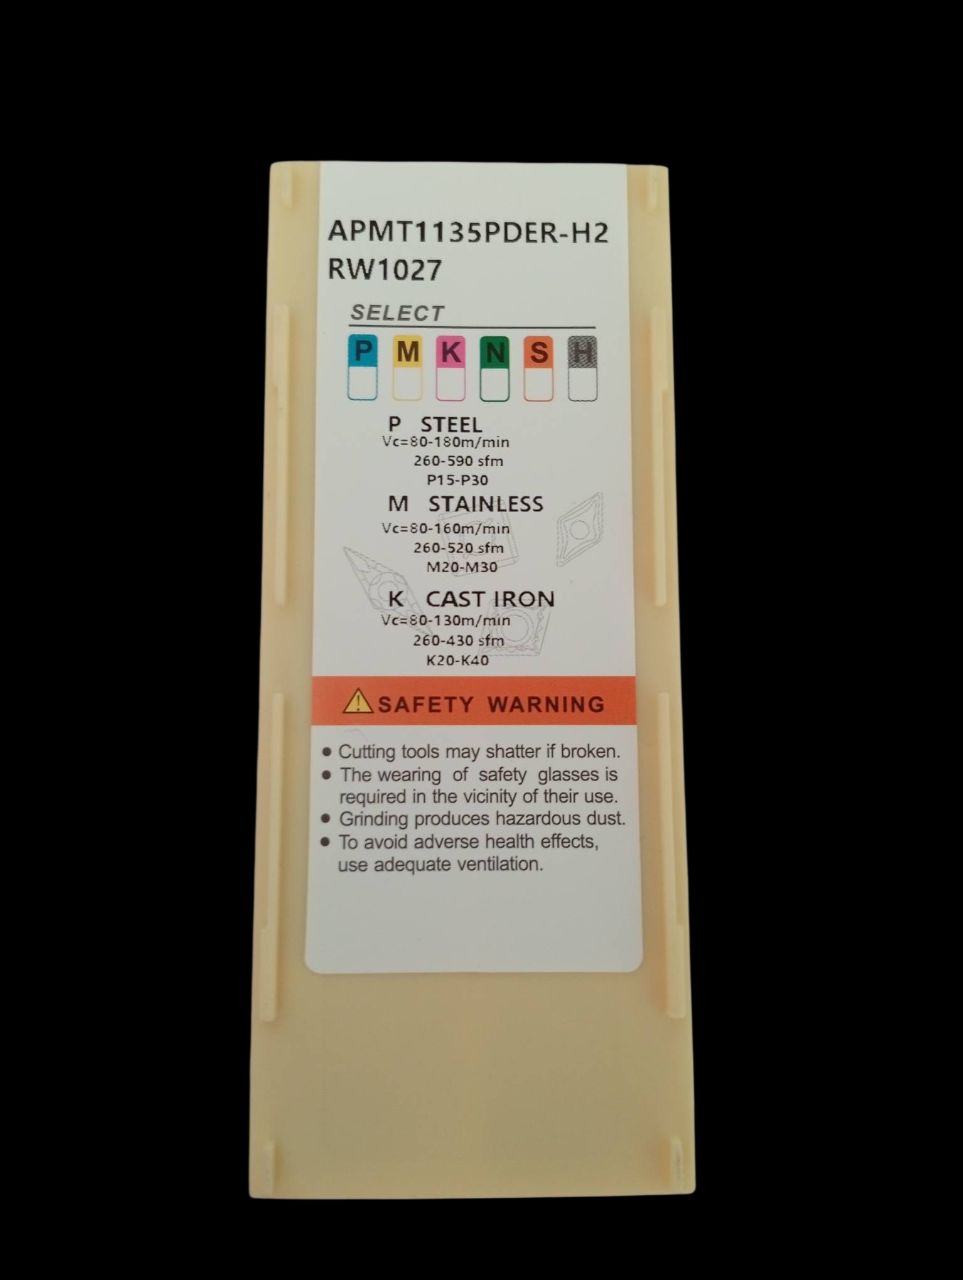 APMT1135PDER-H2
RW1027
SELECT
P M K N S H
P STEEL
Vc=80-180m/min
260-590 sfm
P15-P30
M STAINLESS
Vc=80-160m/min
260-520 sfm
M20-M30
K CAST IRON
Vc=80-130m/min
260-430 sfm
K20-K40
SAFETY WARNING
● Cutting tools may shatter if broken.
● The wearing of safety glasses is
required in the vicinity of their use.
● Grinding produces hazardous dust.
● To avoid adverse health effects,
use adequate ventilation.